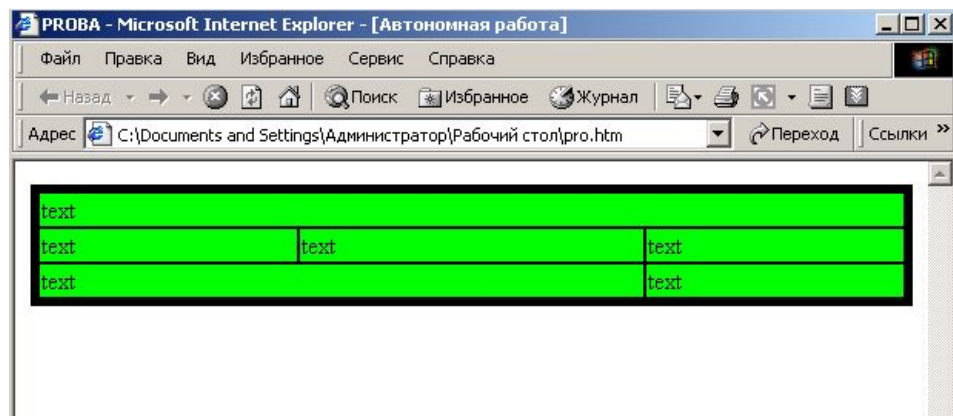 PROBA - Microsoft Internet Explorer - [Автономная работа]
Файл Правка Вид Избранное Сервис Справка
Назад Поиск Избранное Журнал
Адрес C:\Documents and Settings\Администратор\Рабочий стол\pro.htm Переход Ссылки »
text
text text text
text text